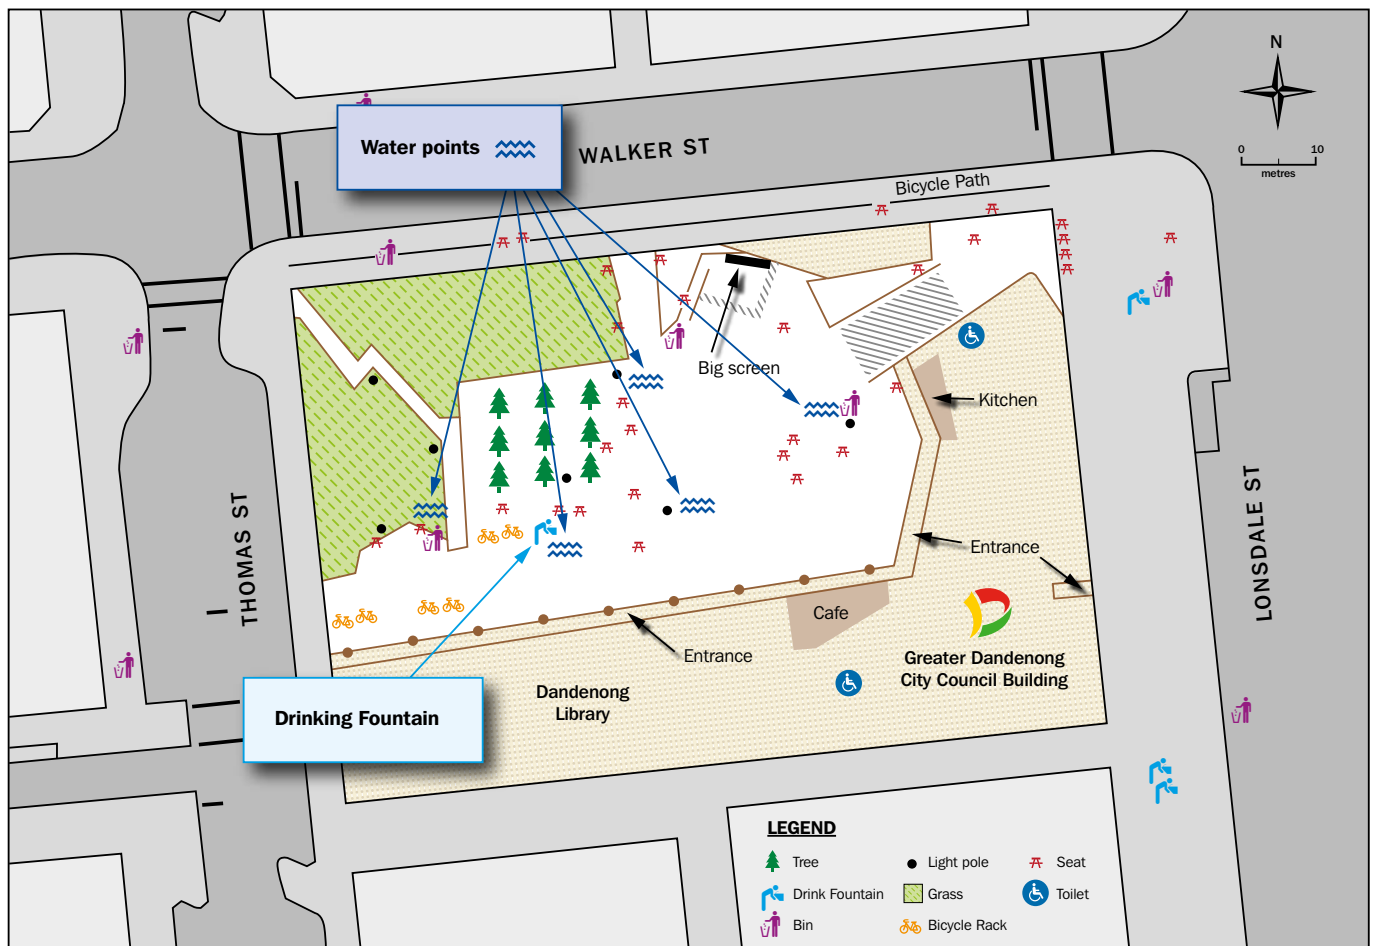 N
0 10
metres
Water points
WALKER ST
Bicycle Path
Big screen
Kitchen
THOMAS ST
LONSDALE ST
Entrance
Cafe
Entrance
Greater Dandenong
City Council Building
Dandenong
Library
Drinking Fountain
LEGEND
Tree
Light pole
Seat
Drink Fountain
Grass
Toilet
Bin
Bicycle Rack